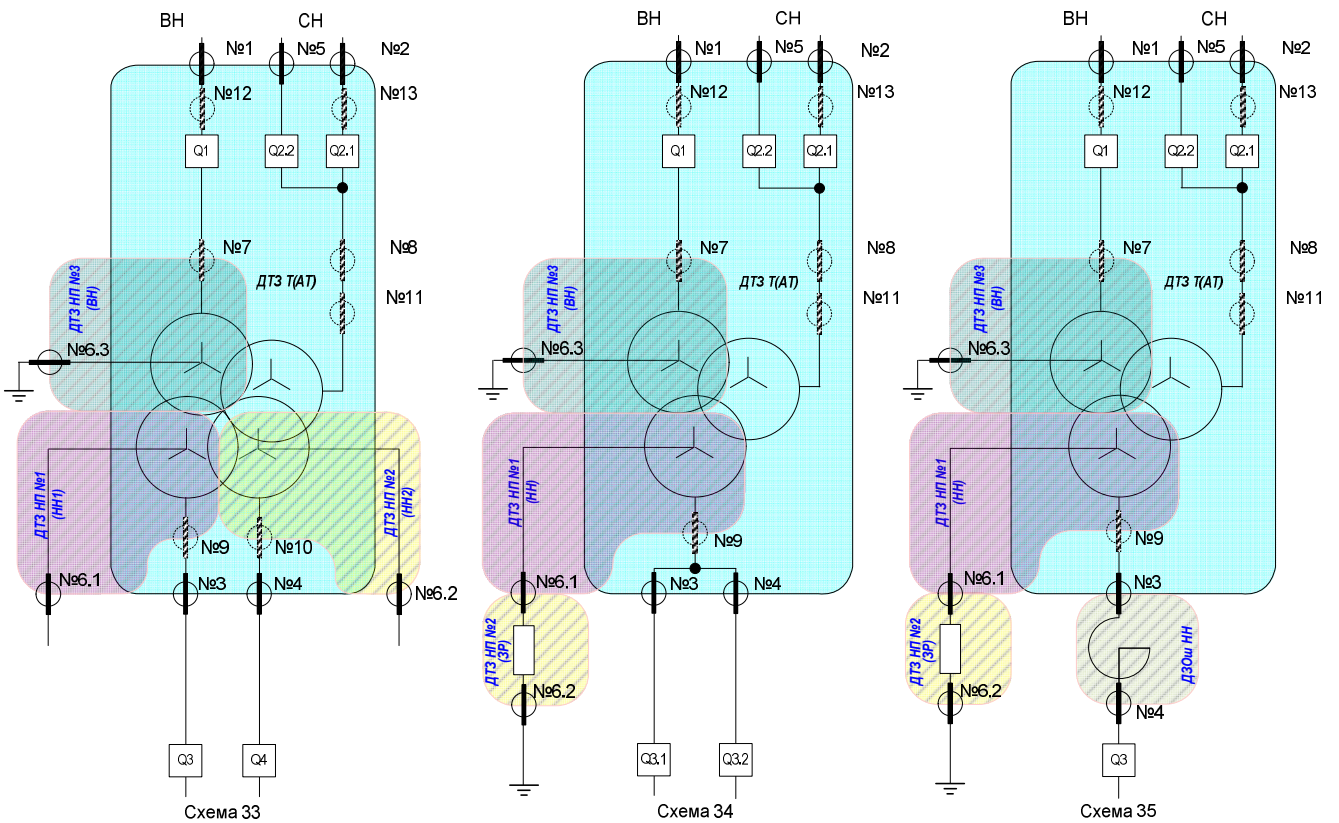 ВН
СН
№1
№5
№2
№12
№13
Q1
Q2.2
Q2.1
№7
№8
ДТЗ НП №3
(ВН)
ДТЗ Т(АТ)
№11
№6.3
ДТЗ НП №1
(НН1)
ДТЗ НП №2
(НН2)
№9
№10
№6.1
№3
№4
№6.2
Q3
Q4
Схема 33
ВН
СН
№1
№5
№2
№12
№13
Q1
Q2.2
Q2.1
№7
№8
ДТЗ НП №3
(ВН)
ДТЗ Т(АТ)
№11
№6.3
ДТЗ НП №1
(НН)
№9
№6.1
№3
№4
ДТЗ НП №2
(ЗР)
№6.2
Q3.1
Q3.2
Схема 34
ВН
СН
№1
№5
№2
№12
№13
Q1
Q2.2
Q2.1
№7
№8
ДТЗ НП №3
(ВН)
ДТЗ Т(АТ)
№11
№6.3
ДТЗ НП №1
(НН)
№9
№6.1
№3
ДТЗ НП №2
(ЗР)
ДЗОш НН
№6.2
№4
Q3
Схема 35